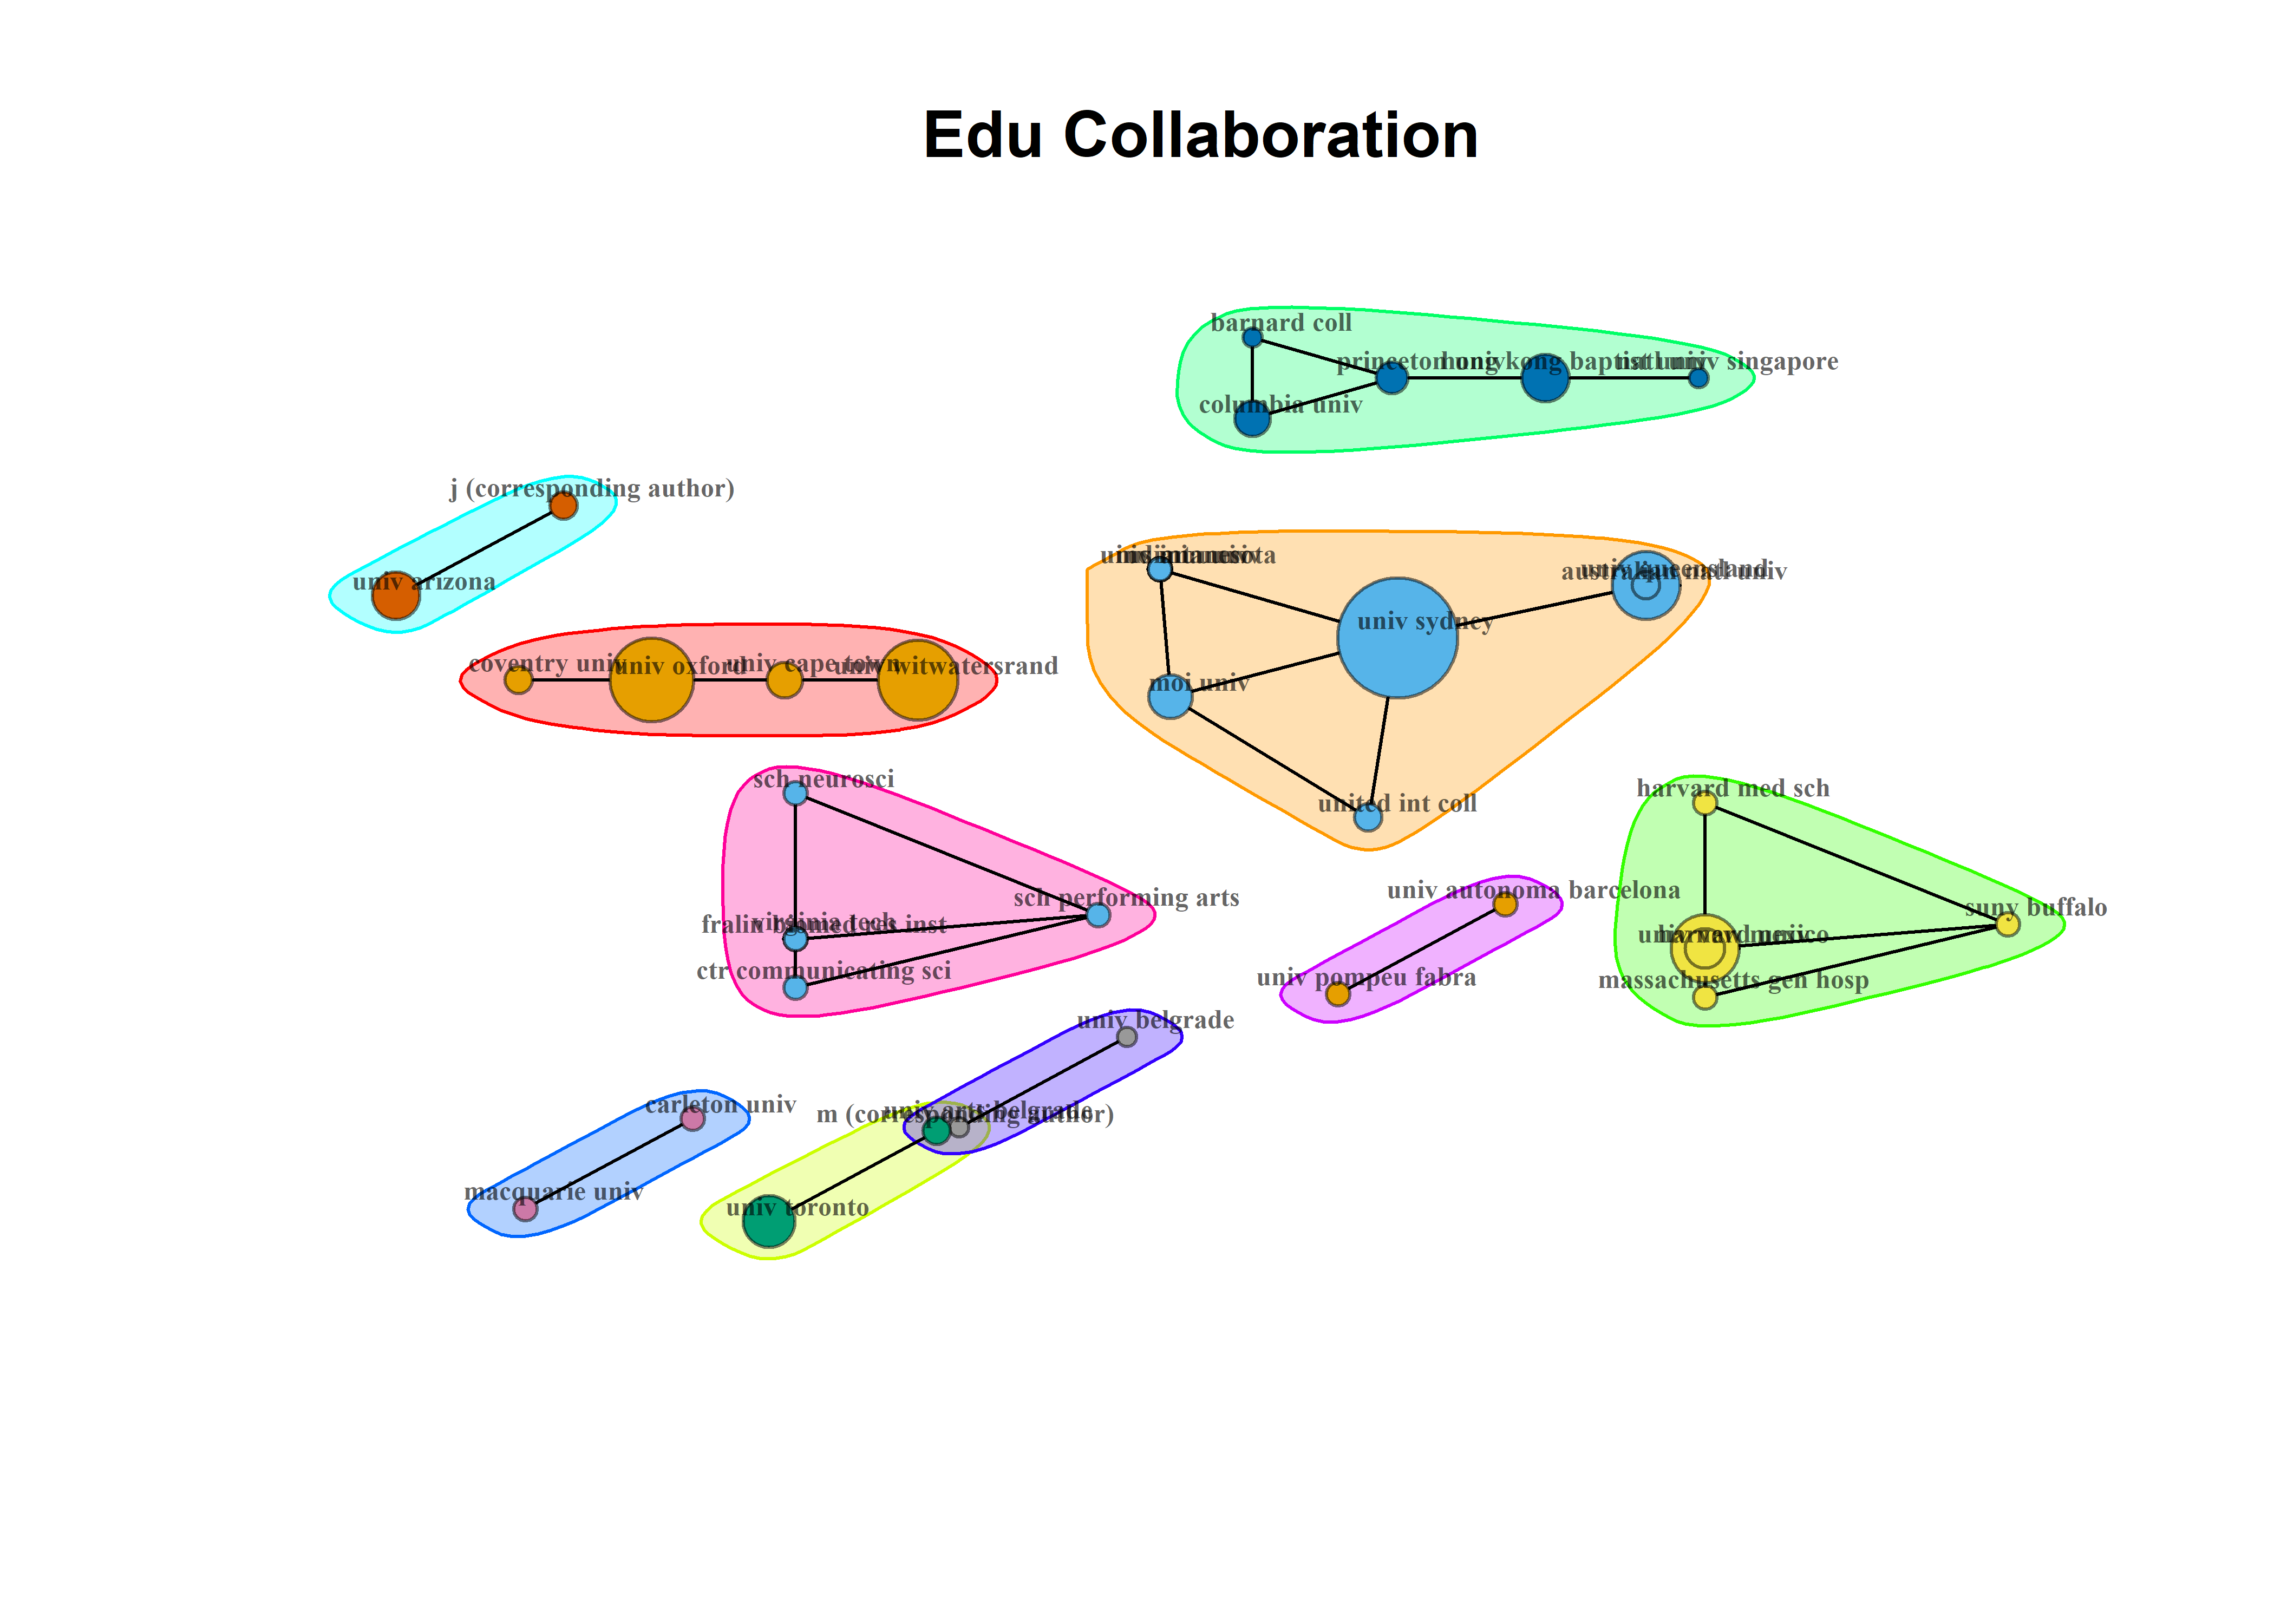 Edu Collaboration
barnard coll
princeton univ
hong kong baptist univ
natl univ singapore
columbia univ
j (corresponding author)
univ arizona
univ minnesota
univ queensland
australian natl univ
univ sydney
coventry univ
univ oxford
univ cape town
univ witwatersrand
moi univ
sch neurosci
united int coll
harvard med sch
univ autonoma barcelona
sch performing arts
suny buffalo
virginia tech
fralin biomed res inst
univ new mexico
harvard univ
ctr communicating sci
univ pompeu fabra
massachusetts gen hosp
univ belgrade
carleton univ
univ arts belgrade
m (corresponding author)
macquarie univ
univ toronto